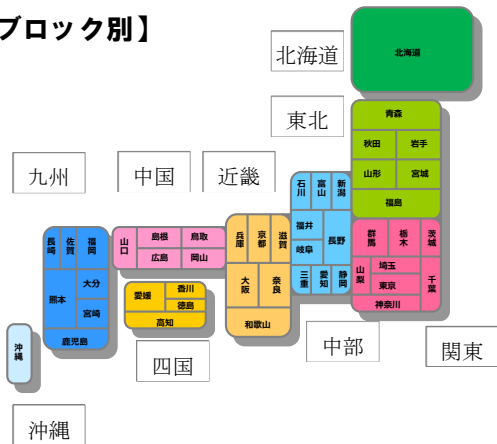 ブロック別】
北海道
北海道
東北
青森
秋田
岩手
山形
宮城
福島
九州
中国
近畿
石川
富山
新潟
福井
長野
岐阜
三重
愛知
静岡
群馬
栃木
茨城
山梨
埼玉
東京
千葉
神奈川
長崎
佐賀
福岡
熊本
大分
宮崎
鹿児島
山口
島根
鳥取
広島
岡山
兵庫
京都
滋賀
大阪
奈良
和歌山
愛媛
香川
徳島
高知
四国
中部
関東
沖縄
沖縄